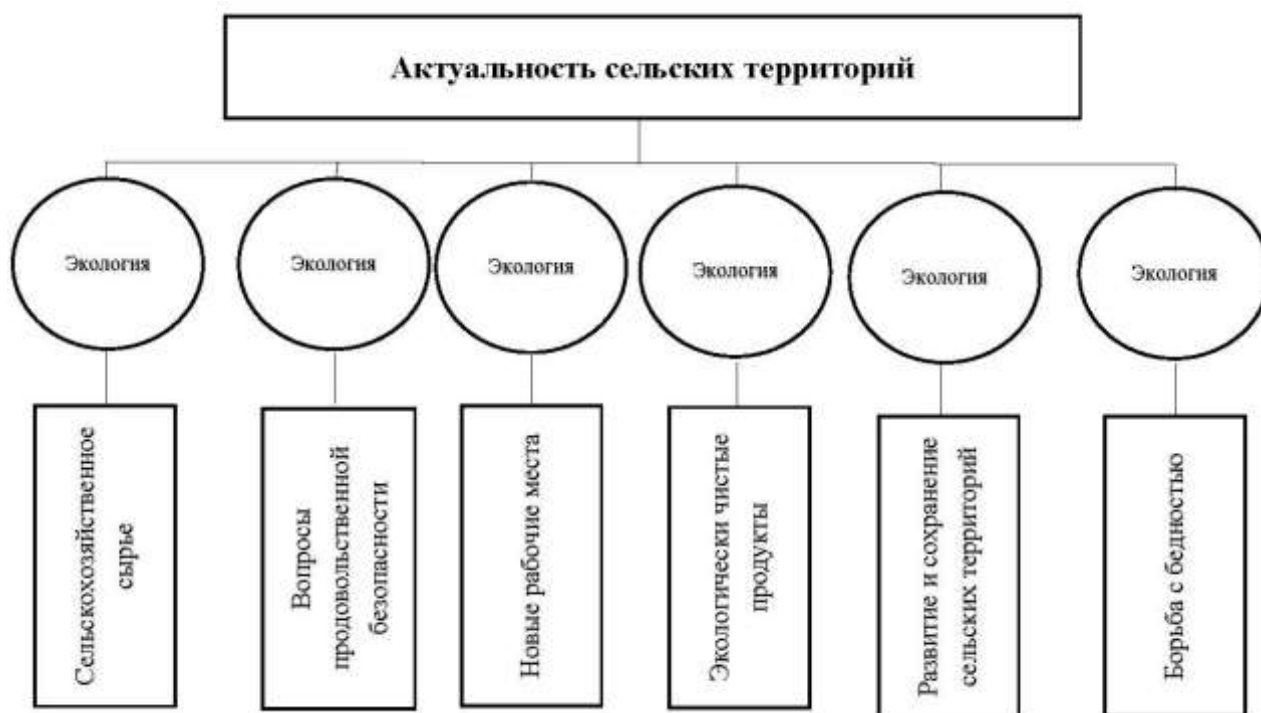 Актуальность сельских территорий
Экология
Экология
Экология
Экология
Экология
Экология
Сельскохозяйственное
сырье
Вопросы
продовольственной
безопасности
Новые рабочие места
Экологически чистые
продукты
Развитие и сохранение
сельских территорий
Борьба с бедностью